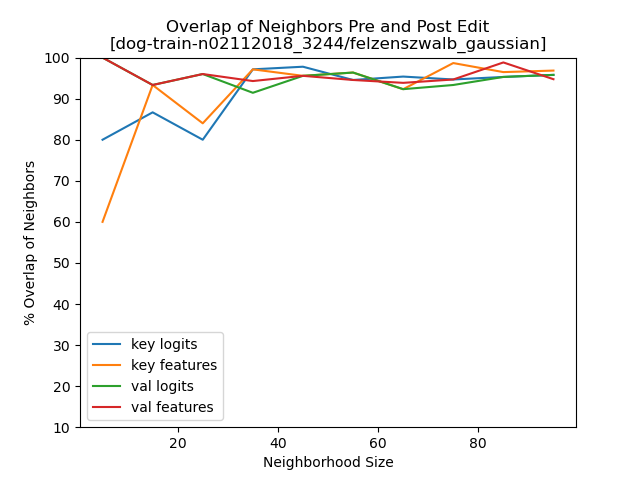 Overlap of Neighbors Pre and Post Edit
[dog-train-n02112018_3244/felzenszwalb_gaussian]
% Overlap of Neighbors
100
90
80
70
60
50
40
30
20
10
key logits
key features
val logits
val features
20
40
60
80
Neighborhood Size